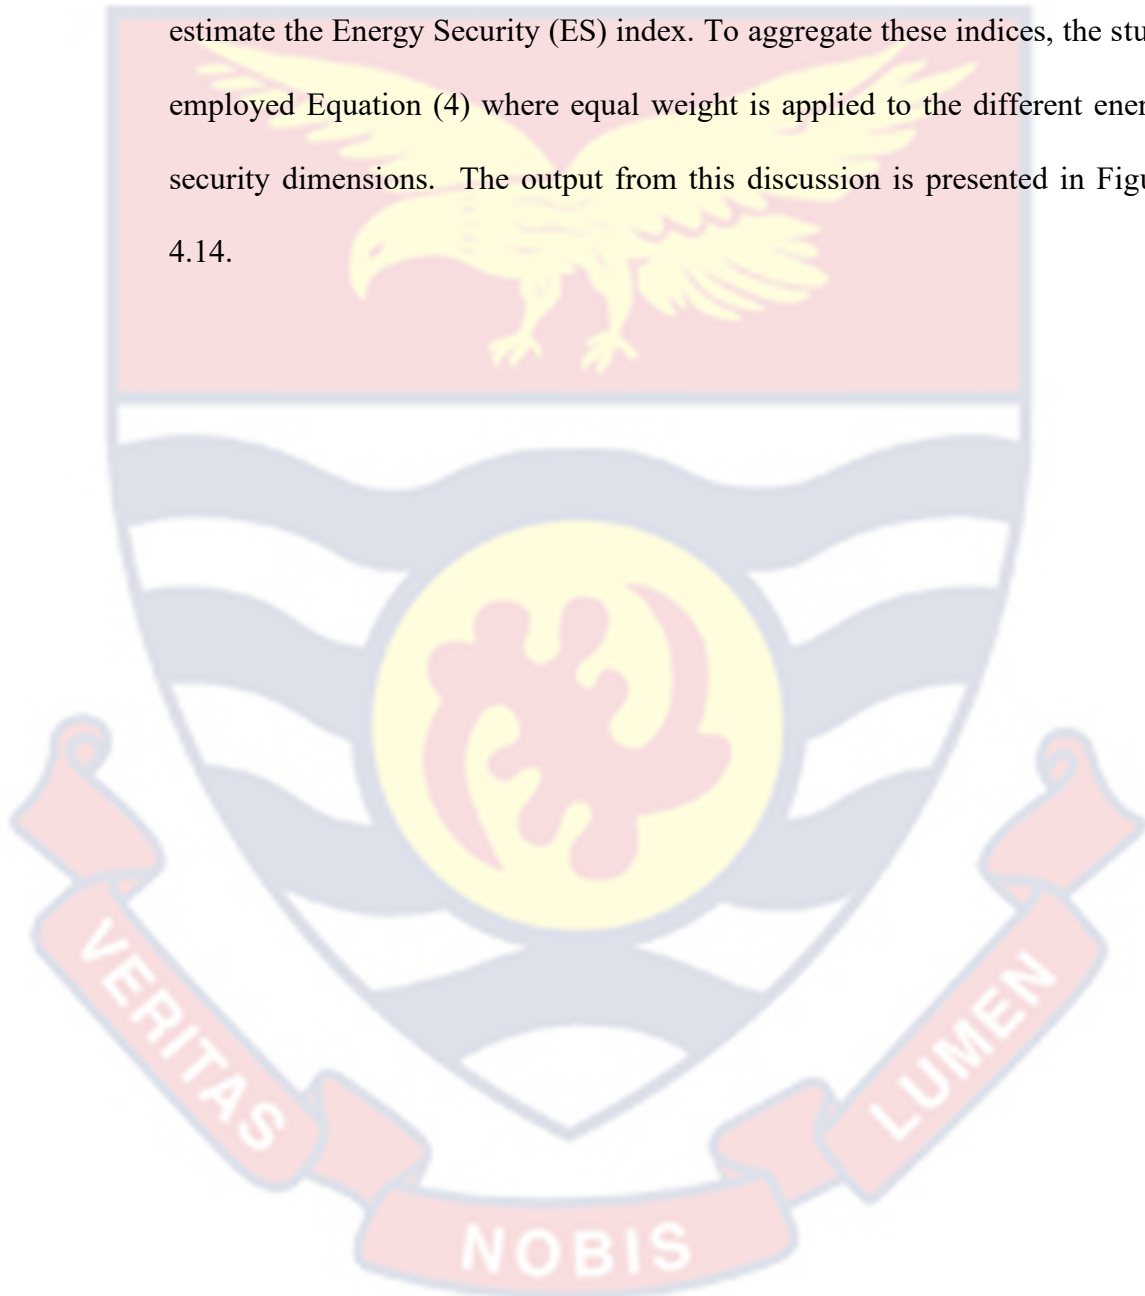 estimate the Energy Security (ES) index. To aggregate these indices, the stu
employed Equation (4) where equal weight is applied to the different ener
security dimensions. The output from this discussion is presented in Figu
4.14.
VERITAS
NOBIS
LUMEN